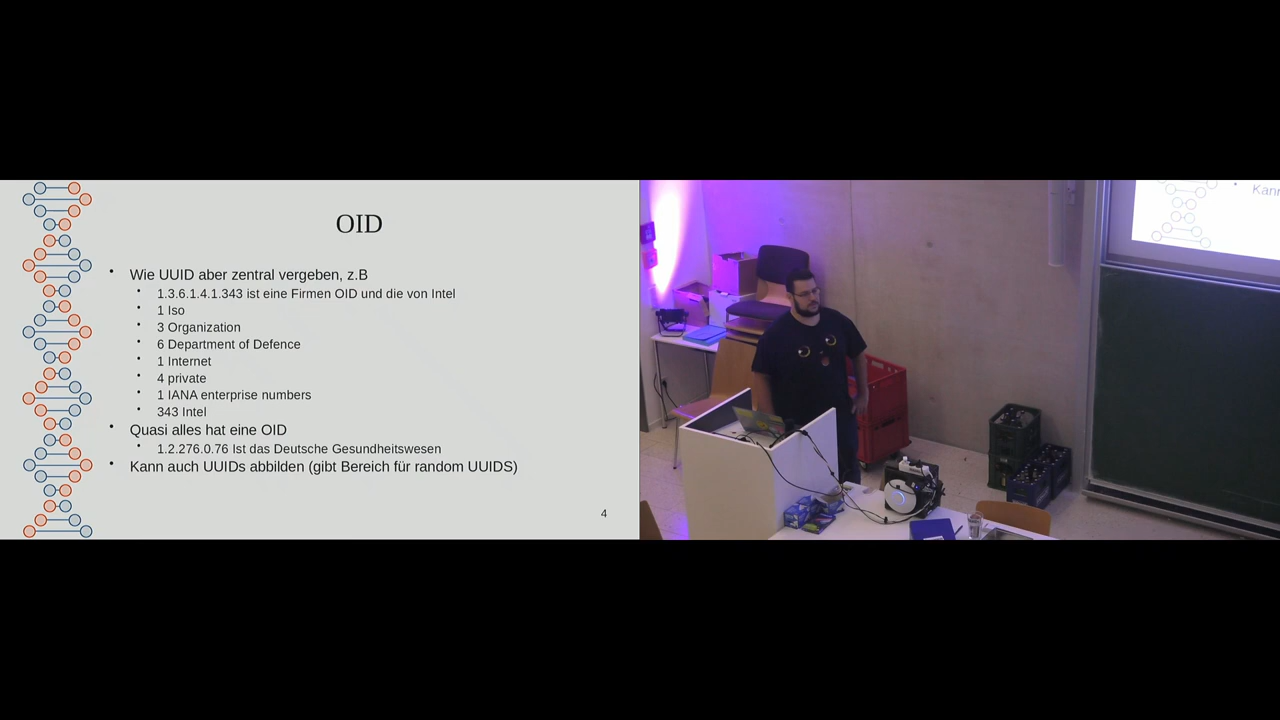 OID
Wie UUID aber zentral vergeben, z.B
1.3.6.1.4.1.343 ist eine Firmen OID und die von Intel
1 Iso
3 Organization
6 Department of Defence
1 Internet
4 private
1 IANA enterprise numbers
343 Intel
Quasi alles hat eine OID
1.2.276.0.76 Ist das Deutsche Gesundheitswesen
Kann auch UUIDs abbilden (gibt Bereich für random UUIDS)
4